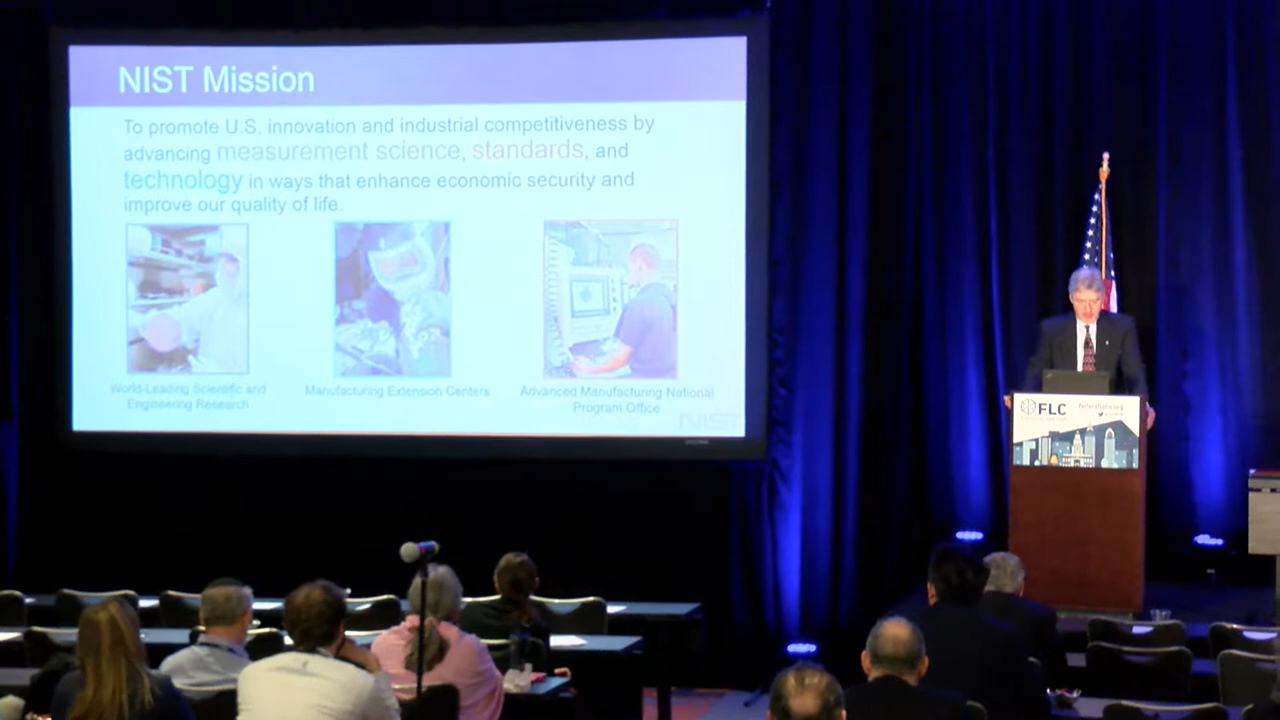 NIST Mission
To promote U.S. innovation and industrial competitiveness by
advancing measurement science, standards, and
technology in ways that enhance economic security and
improve our quality of life.
World-Leading Scientific and
Engineering Research
Manufacturing Extension Centers
Advanced Manufacturing National
Program Office
NIST
FLC
federallabs.org